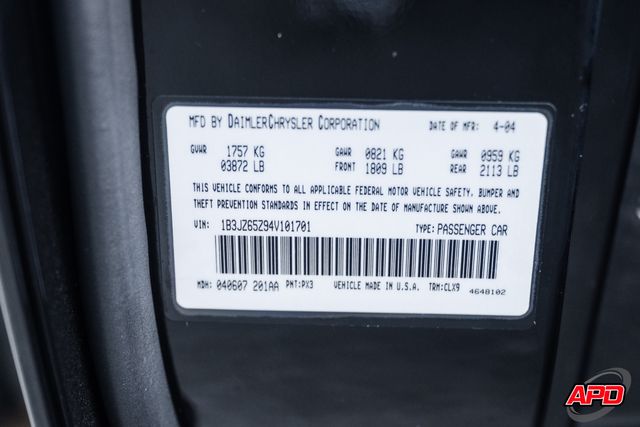 MFD BY DAIMLERCHRYSLER CORPORATION DATE OF MFR: 4-04
GVWR 1757 KG GAWR 0821 KG GAWR 0959 KG
03872 LB FRONT 1809 LB REAR 2113 LB
THIS VEHICLE CONFORMS TO ALL APPLICABLE FEDERAL MOTOR VEHICLE SAFETY, BUMPER AND
THEFT PREVENTION STANDARDS IN EFFECT ON THE DATE OF MANUFACTURE SHOWN ABOVE.
VIN: 1B3JZ65Z94V101701 TYPE: PASSENGER CAR
MDH: 040607 201AA PNT:PX3 VEHICLE MADE IN U.S.A. TRM:CLX9 4648102
APD